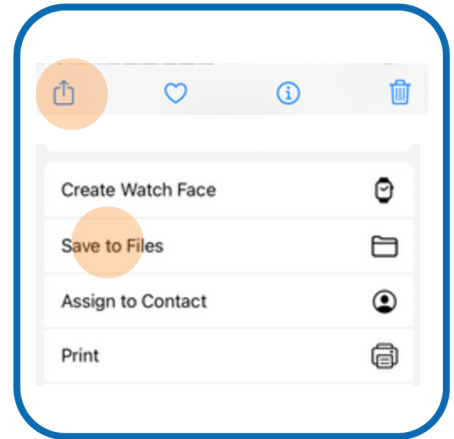 Create Watch Face
Save to Files
Assign to Contact
Print